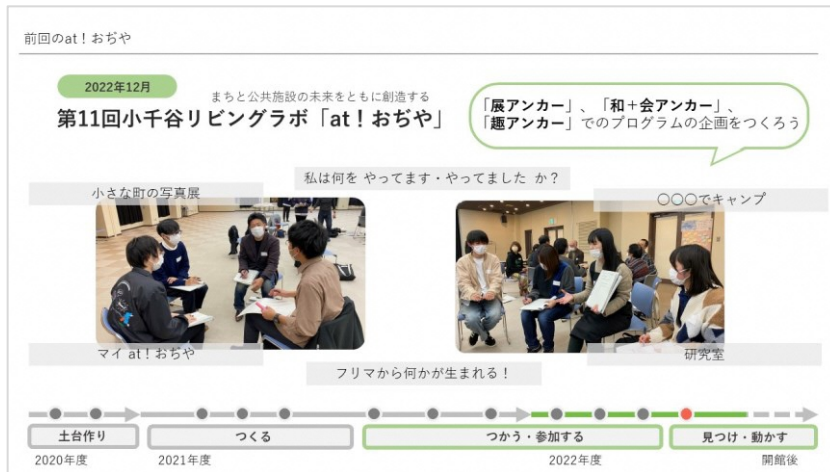 前回のat！おぢや
2022年12月
まちと公共施設の未来をともに創造する
第11回小千谷リビングラボ「at！おぢや」
「展アンカー」、「和＋会アンカー」、
「趣アンカー」でのプログラムの企画をつくろう
私は何を やってます・やってました か？
小さな町の写真展
〇〇〇でキャンプ
マイ at！おぢや
研究室
フリマから何かが生まれる！
土台作り
つくる
つかう・参加する
見つけ・動かす
2020年度
2021年度
2022年度
開館後